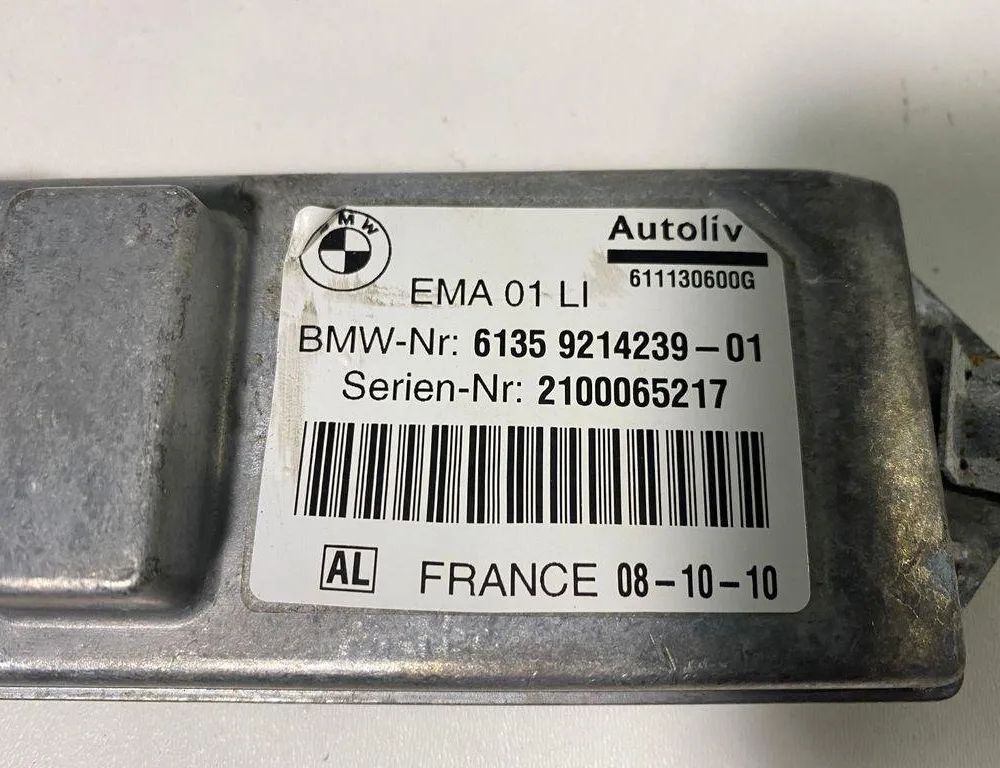 BMW
Autoliv
611130600G
EMA 01 LI
BMW-Nr: 6135 9214239-01
Serien-Nr: 2100065217
AL
FRANCE 08-10-10